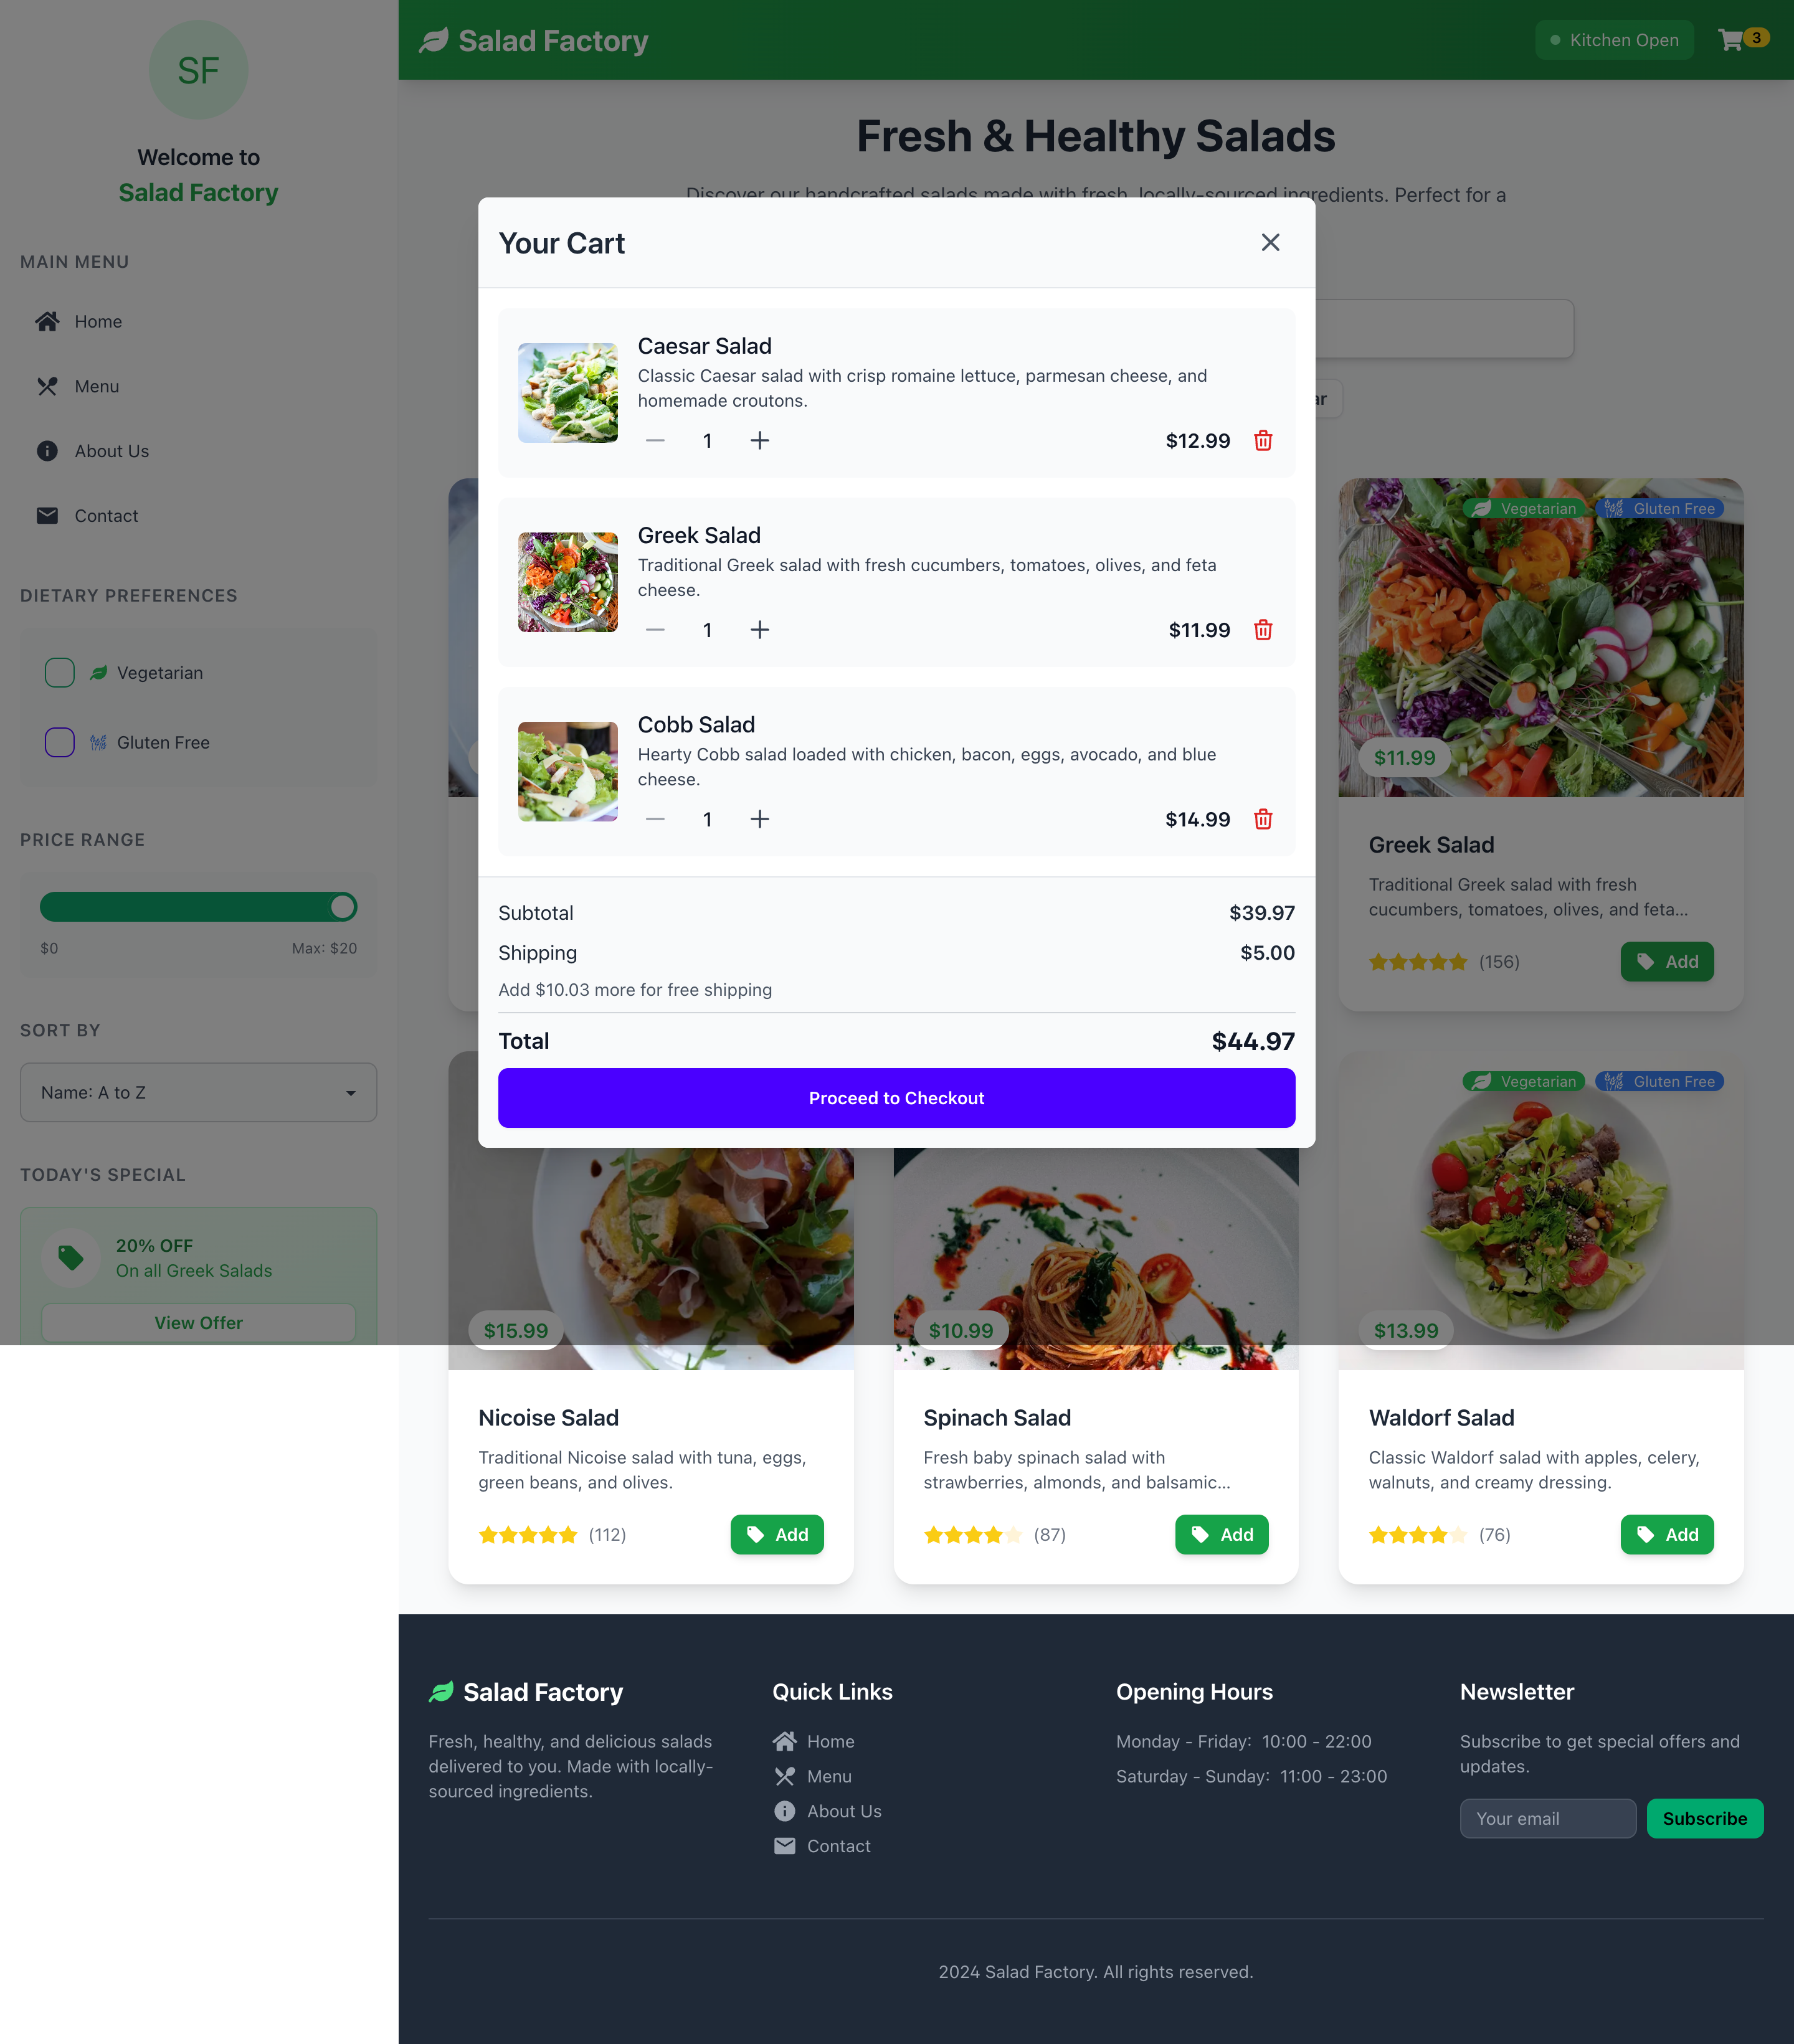 SF
Welcome to
Salad Factory
MAIN MENU
Home
Menu
About Us
Contact
DIETARY PREFERENCES
Vegetarian
Gluten Free
PRICE RANGE
$0 Max: $20
SORT BY
Name: A to Z
TODAY'S SPECIAL
20% OFF
On all Greek Salads
View Offer
Salad Factory
Kitchen Open
3
Fresh & Healthy Salads
Discover our handcrafted salads made with fresh, locally-sourced ingredients. Perfect for a
Your Cart
Caesar Salad
Classic Caesar salad with crisp romaine lettuce, parmesan cheese, and
homemade croutons.
1 $12.99
Greek Salad
Traditional Greek salad with fresh cucumbers, tomatoes, olives, and feta
cheese.
1 $11.99
Cobb Salad
Hearty Cobb salad loaded with chicken, bacon, eggs, avocado, and blue
cheese.
1 $14.99
Subtotal $39.97
Shipping $5.00
Add $10.03 more for free shipping
Total $44.97
Proceed to Checkout
Vegetarian Gluten Free
$11.99
Greek Salad
Traditional Greek salad with fresh
cucumbers, tomatoes, olives, and feta...
(156) Add
$15.99
Nicoise Salad
Traditional Nicoise salad with tuna, eggs,
green beans, and olives.
(112) Add
$10.99
Spinach Salad
Fresh baby spinach salad with
strawberries, almonds, and balsamic...
(87) Add
Vegetarian Gluten Free
$13.99
Waldorf Salad
Classic Waldorf salad with apples, celery,
walnuts, and creamy dressing.
(76) Add
Salad Factory
Fresh, healthy, and delicious salads
delivered to you. Made with locally-
sourced ingredients.
Quick Links
Home
Menu
About Us
Contact
Opening Hours
Monday - Friday: 10:00 - 22:00
Saturday - Sunday: 11:00 - 23:00
Newsletter
Subscribe to get special offers and
updates.
Your email Subscribe
2024 Salad Factory. All rights reserved.